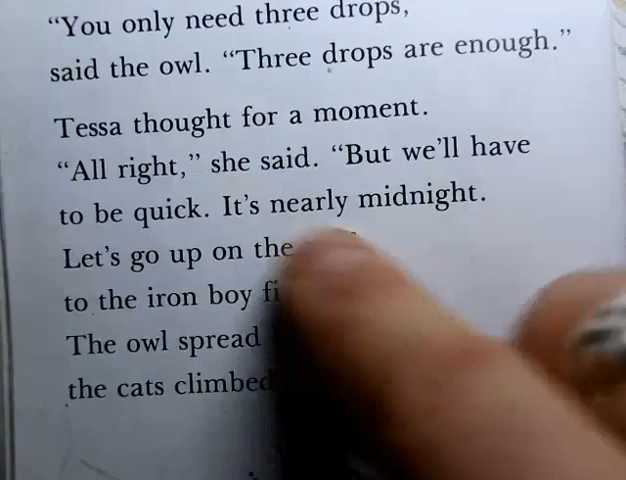 “You only need three drops,
said the owl. “Three drops are enough.”
Tessa thought for a moment.
“All right,” she said. “But we’ll have
to be quick. It’s nearly midnight.
Let’s go up on the
to the iron boy
The owl spread
the cats climbed